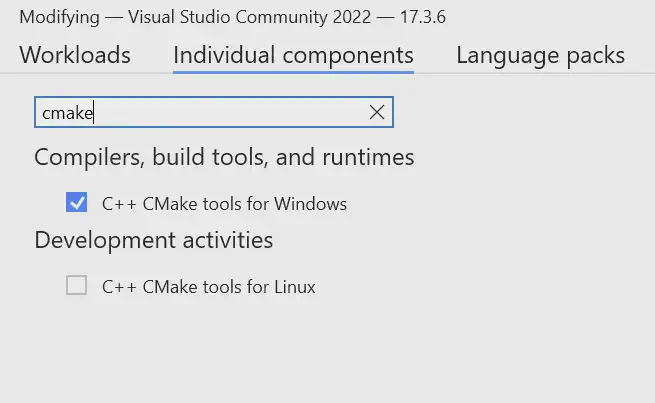 Modifying — Visual Studio Community 2022 — 17.3.6
Workloads Individual components Language packs
cmake
Compilers, build tools, and runtimes
C++ CMake tools for Windows
Development activities
C++ CMake tools for Linux